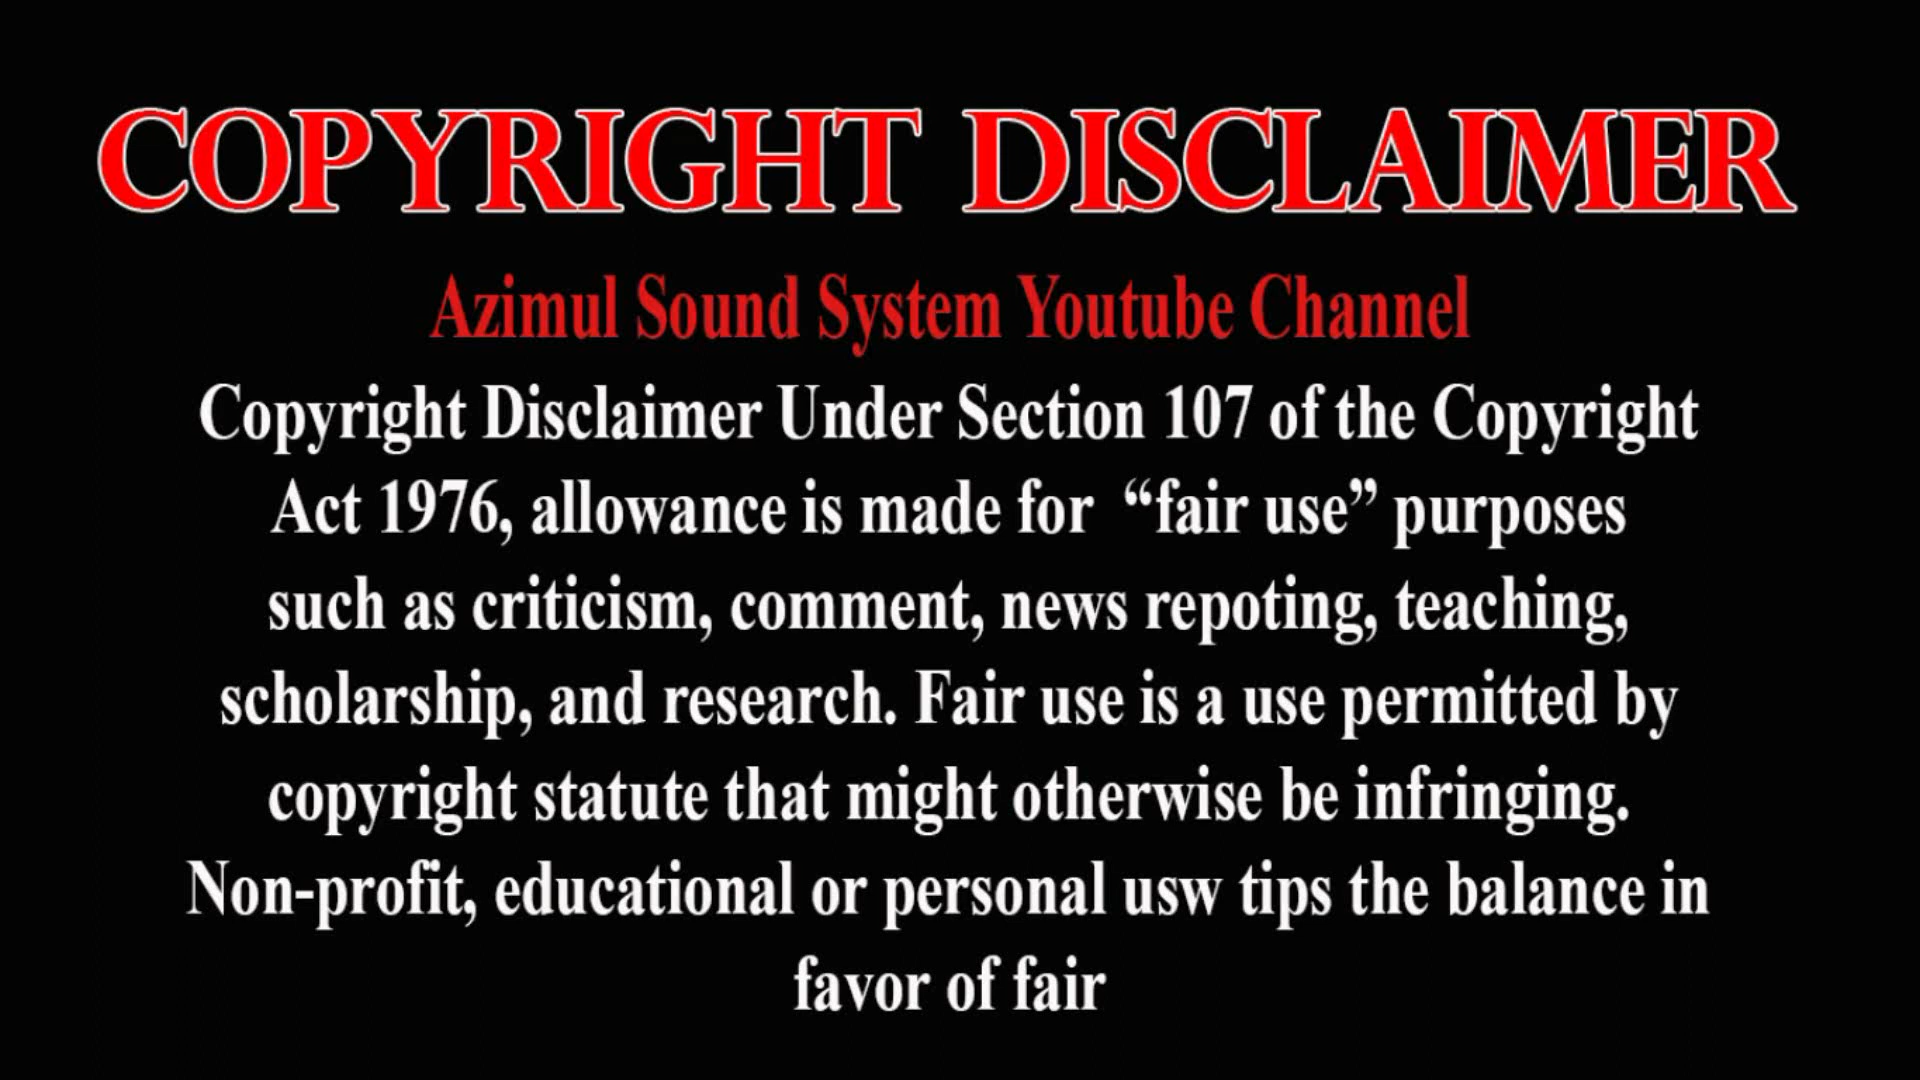 COPYRIGHT DISCLAIMER
Azimul Sound System Youtube Channel
Copyright Disclaimer Under Section 107 of the Copyright
Act 1976, allowance is made for “fair use” purposes
such as criticism, comment, news repoting, teaching,
scholarship, and research. Fair use is a use permitted by
copyright statute that might otherwise be infringing.
Non-profit, educational or personal usw tips the balance in
favor of fair